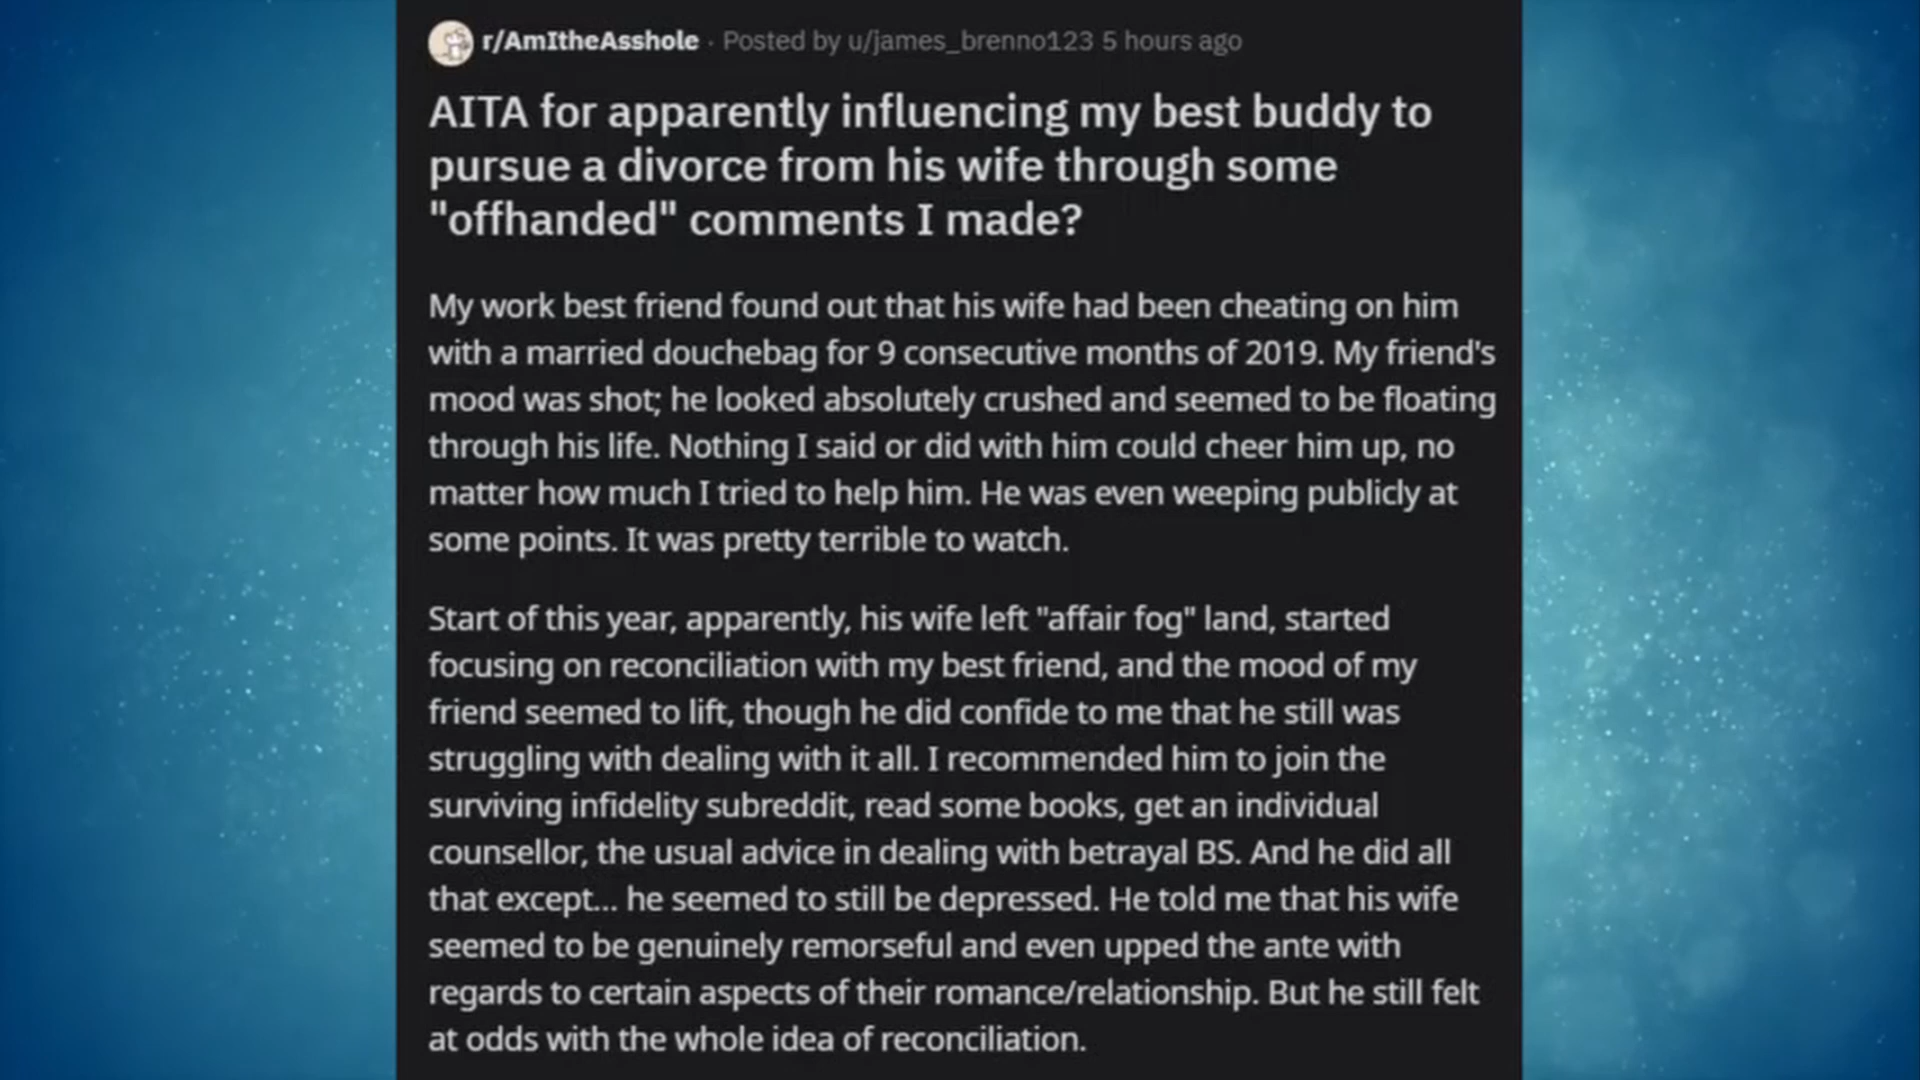 r/AmItheAsshole · Posted by u/james_brenno123 5 hours ago
AITA for apparently influencing my best buddy to
pursue a divorce from his wife through some
"offhanded" comments I made?
My work best friend found out that his wife had been cheating on him
with a married douchebag for 9 consecutive months of 2019. My friend's
mood was shot; he looked absolutely crushed and seemed to be floating
through his life. Nothing I said or did with him could cheer him up, no
matter how much I tried to help him. He was even weeping publicly at
some points. It was pretty terrible to watch.
Start of this year, apparently, his wife left "affair fog" land, started
focusing on reconciliation with my best friend, and the mood of my
friend seemed to lift, though he did confide to me that he still was
struggling with dealing with it all. I recommended him to join the
surviving infidelity subreddit, read some books, get an individual
counsellor, the usual advice in dealing with betrayal BS. And he did all
that except... he seemed to still be depressed. He told me that his wife
seemed to be genuinely remorseful and even upped the ante with
regards to certain aspects of their romance/relationship. But he still felt
at odds with the whole idea of reconciliation.